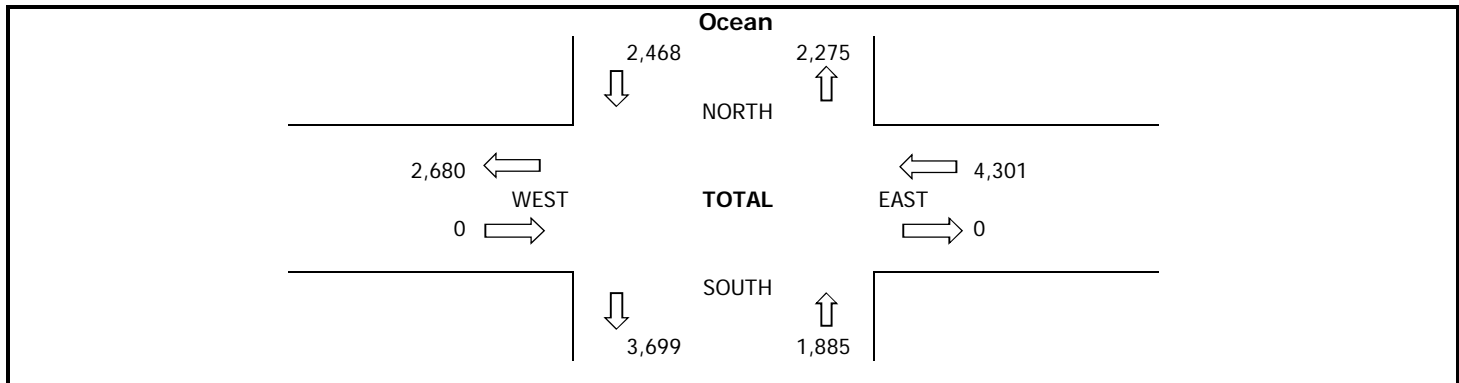 Ocean
2,468 2,275
NORTH
2,680 4,301
WEST TOTAL EAST
0 0
SOUTH
3,699 1,885